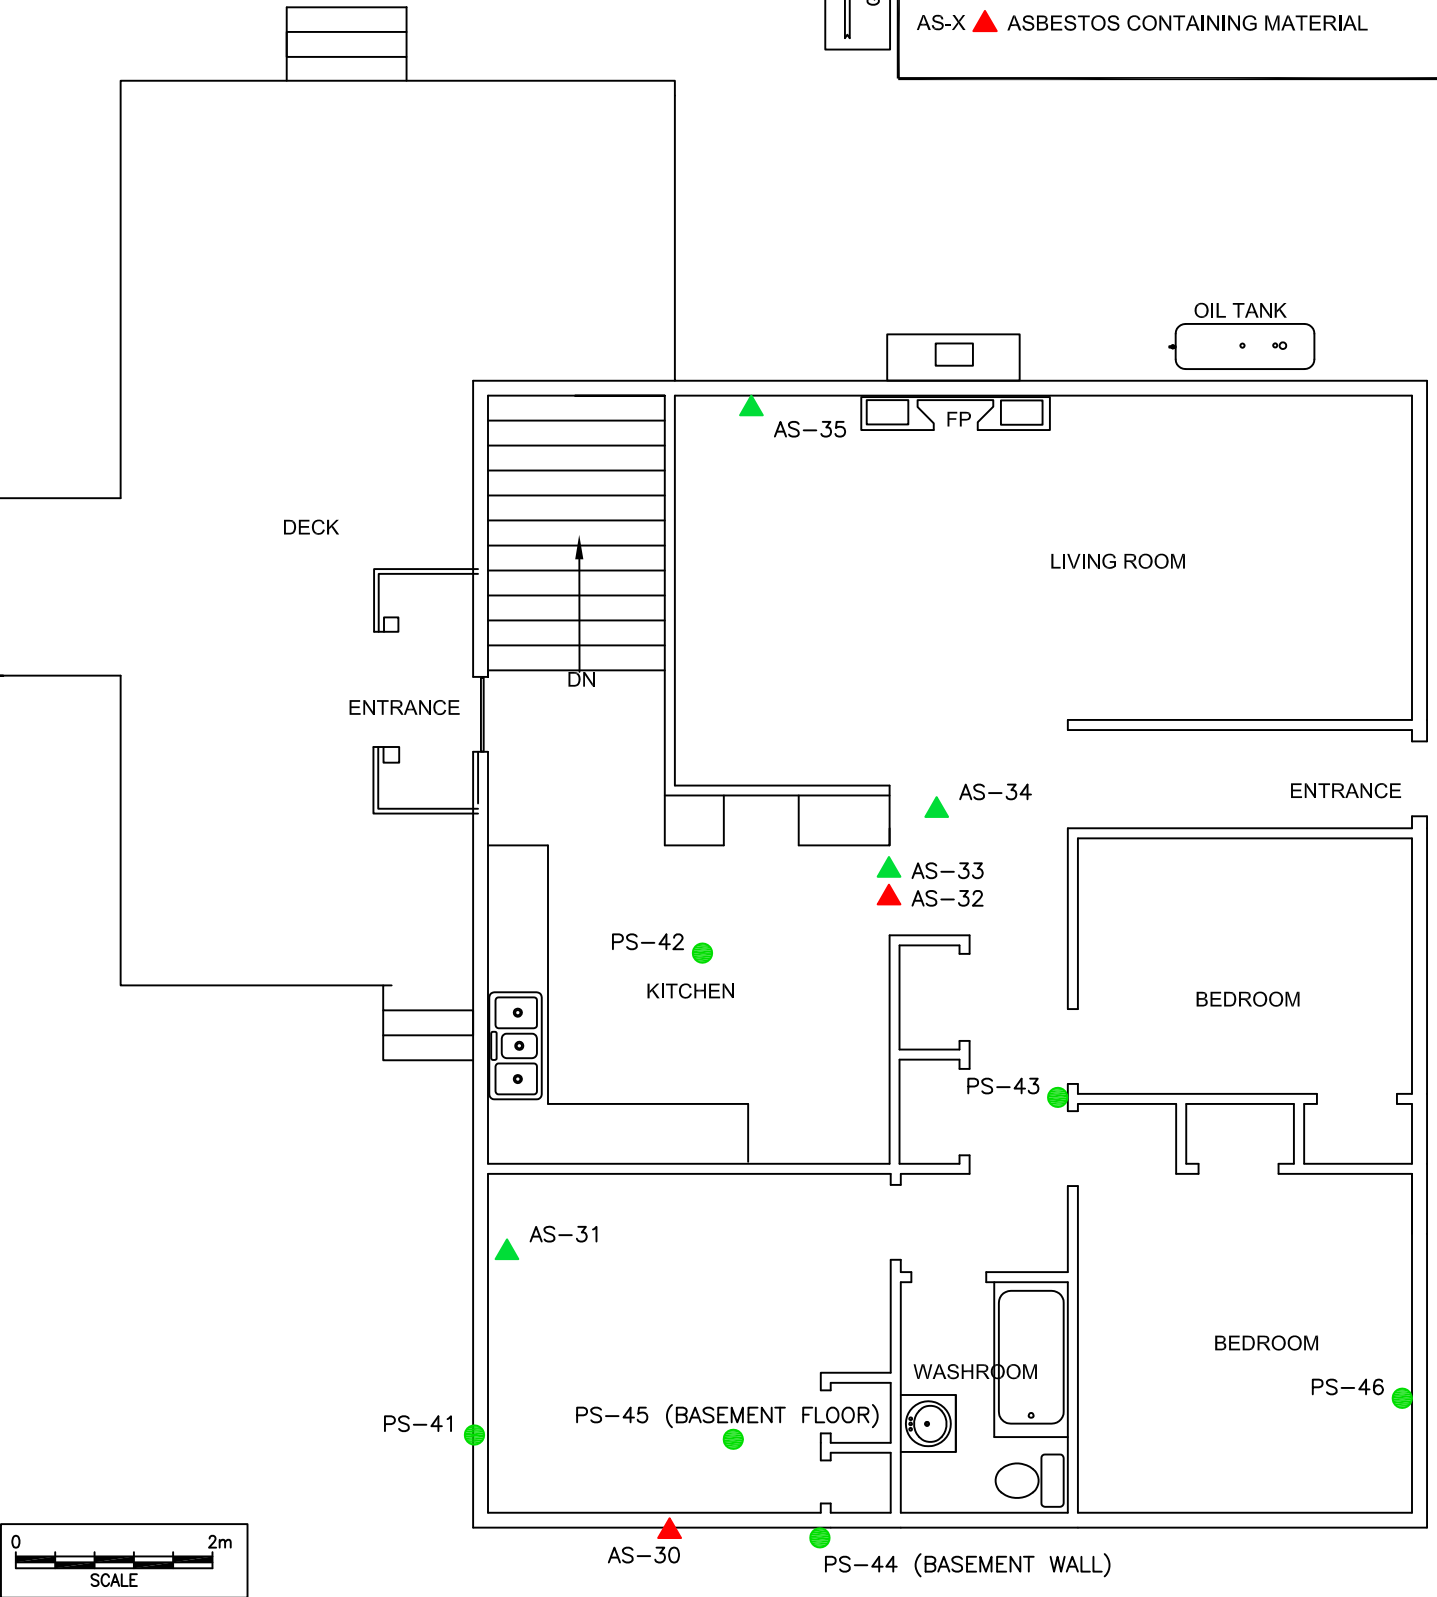 AS-X ASBESTOS CONTAINING MATERIAL
OIL TANK
FP
AS-35
DECK
LIVING ROOM
DN
ENTRANCE
AS-34
ENTRANCE
AS-33
AS-32
PS-42
KITCHEN
BEDROOM
PS-43
AS-31
BEDROOM
WASHROOM
PS-46
PS-45 (BASEMENT FLOOR)
PS-41
0 2m
SCALE
AS-30
PS-44 (BASEMENT WALL)